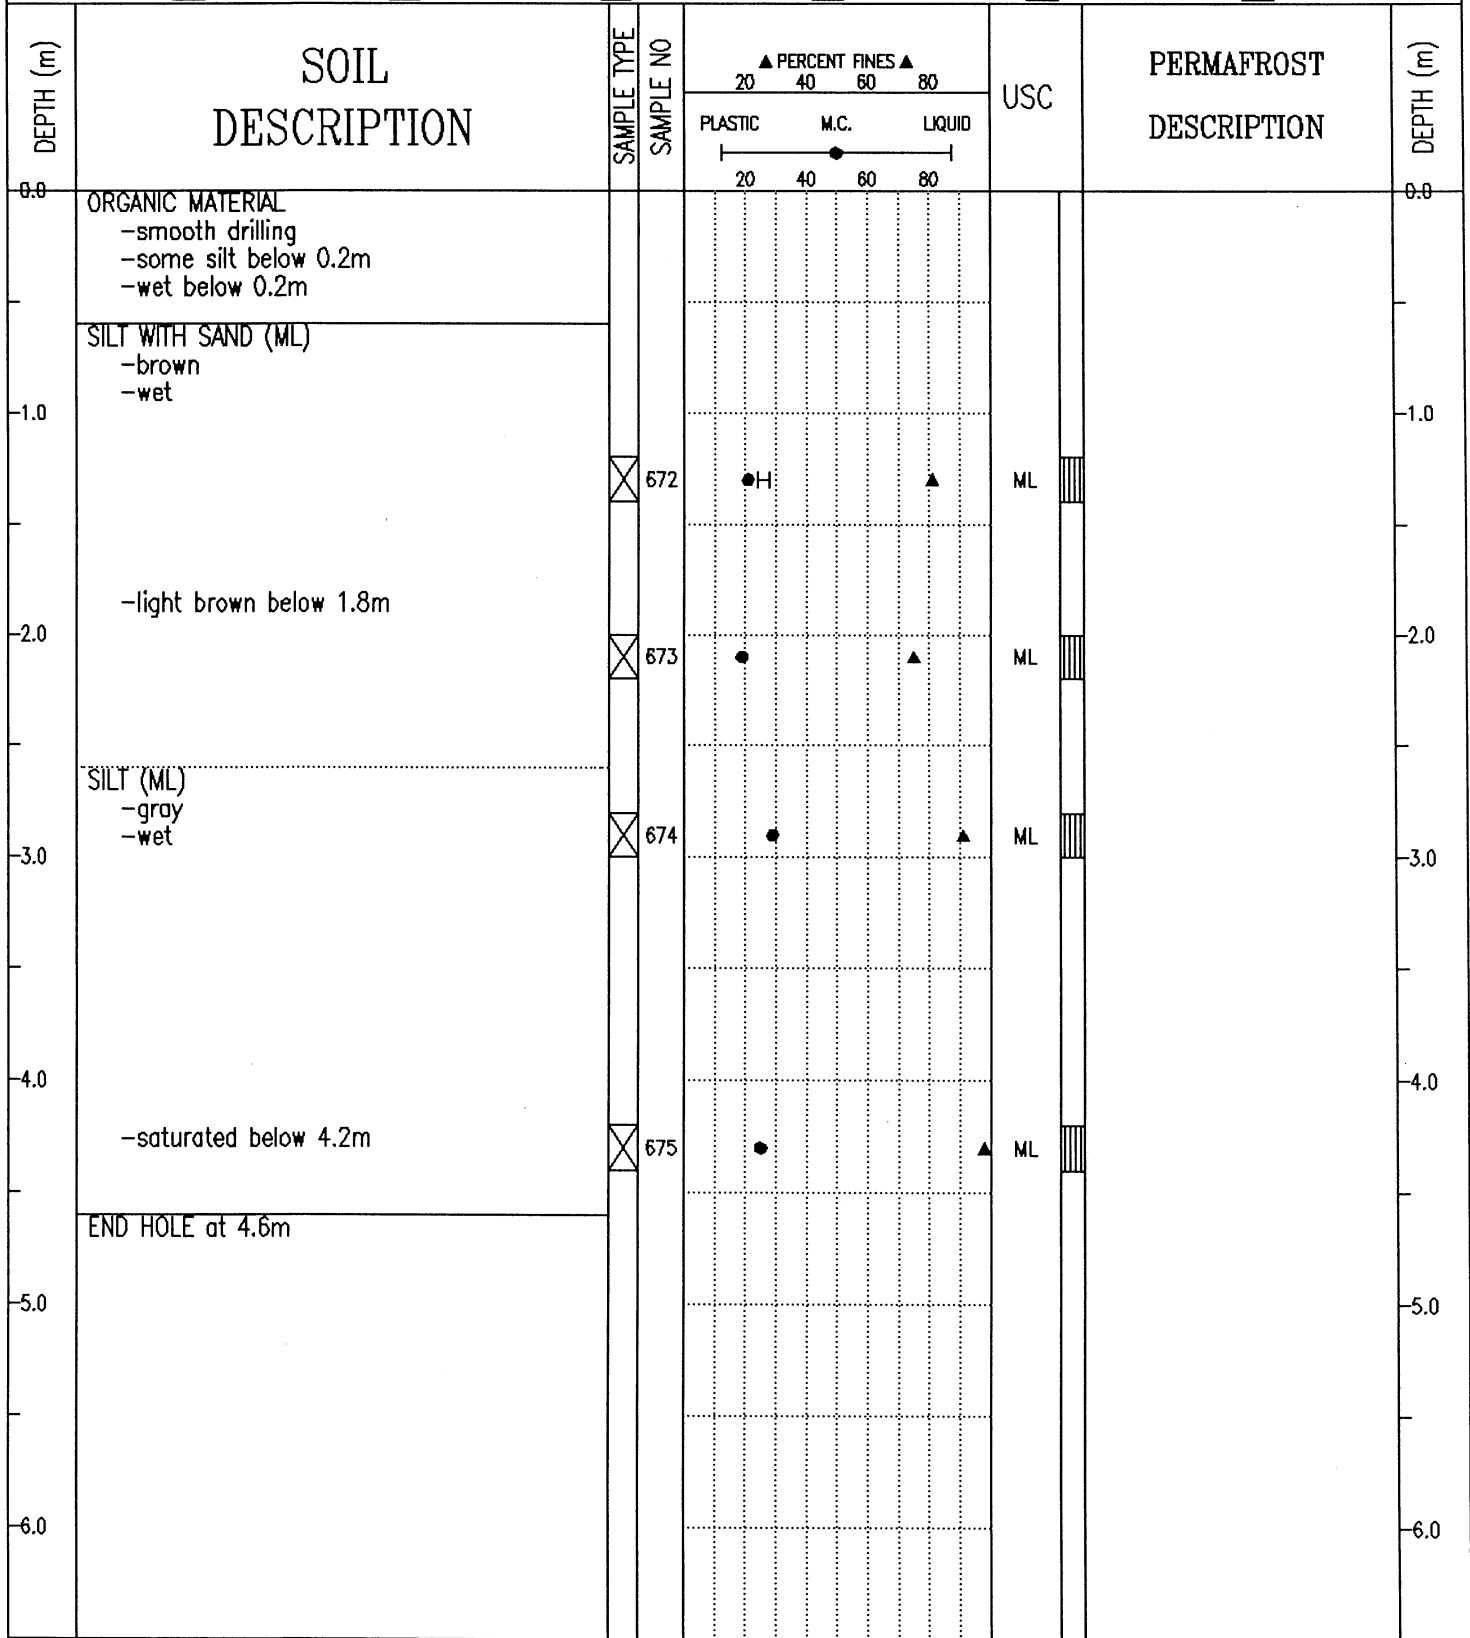 DEPTH (m)
SOIL
DESCRIPTION
SAMPLE TYPE
SAMPLE NO
▲ PERCENT FINES ▲
20 40 60 80
PLASTIC M.C. LIQUID
20 40 60 80
USC
PERMAFROST
DESCRIPTION
DEPTH (m)
0.0 0.0
ORGANIC MATERIAL
-smooth drilling
-some silt below 0.2m
-wet below 0.2m
SILT WITH SAND (ML)
-brown
-wet
1.0 1.0
672 ML
-light brown below 1.8m
2.0 2.0
673 ML
SILT (ML)
-gray
-wet
674 ML
3.0 3.0
4.0 4.0
-saturated below 4.2m
675 ML
END HOLE at 4.6m
5.0 5.0
6.0 6.0